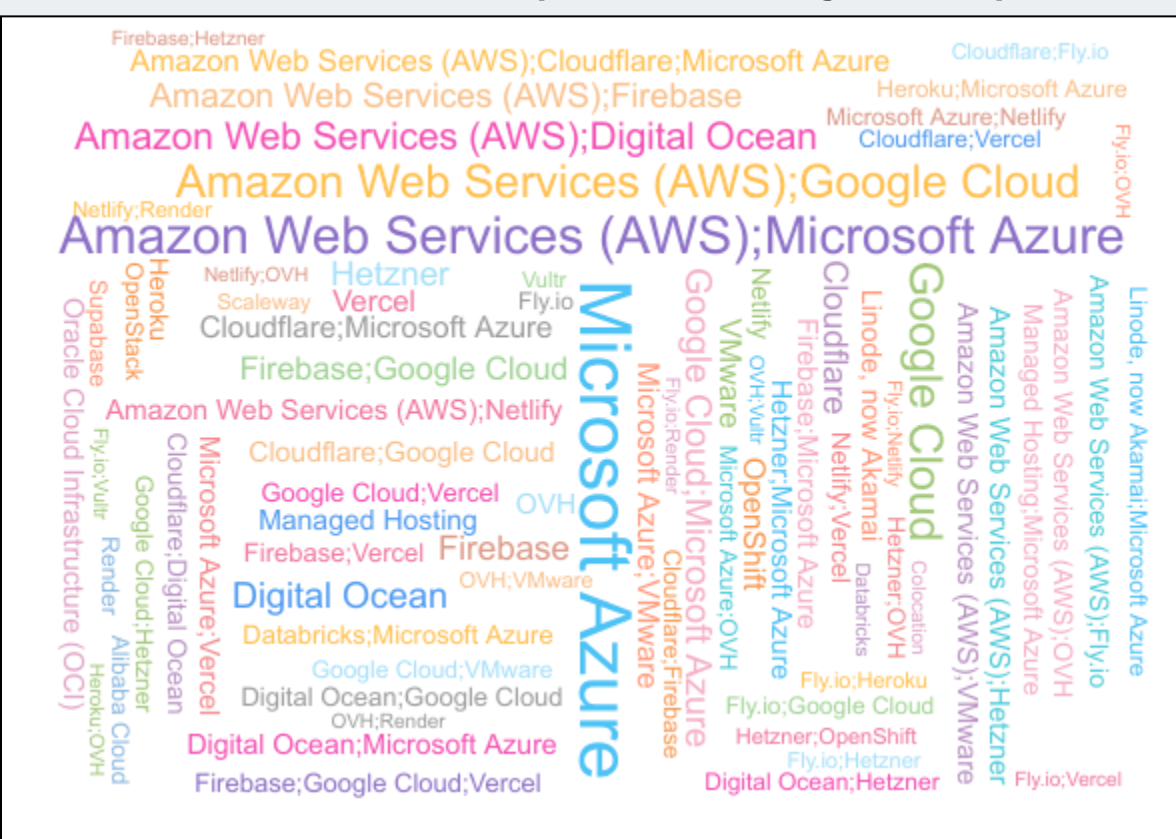 Firebase;Hetzner
Amazon Web Services (AWS);Cloudflare;Microsoft Azure
Cloudflare;Fly.io
Amazon Web Services (AWS);Firebase
Heroku;Microsoft Azure
Microsoft Azure;Netlify
Amazon Web Services (AWS);Digital Ocean
Cloudflare;Vercel
Fly.io;OVH
Amazon Web Services (AWS);Google Cloud
Netlify;Render
Amazon Web Services (AWS);Microsoft Azure
Oracle Cloud Infrastructure (OCI)
Supabase
OpenStack
Heroku
Netlify;OVH
Hetzner
Vultr
Scaleway
Vercel
Fly.io
Cloudflare;Microsoft Azure
Firebase;Google Cloud
Amazon Web Services (AWS);Netlify
Fly.io;Vultr
Render
Google Cloud;Hetzner
Cloudflare;Digital Ocean
Microsoft Azure;Vercel
Cloudflare;Google Cloud
Google Cloud;Vercel
OVH
Managed Hosting
Firebase;Vercel
Firebase
OVH;VMware
Digital Ocean
Databricks;Microsoft Azure
Google Cloud;VMware
Digital Ocean;Google Cloud
OVH;Render
Digital Ocean;Microsoft Azure
Firebase;Google Cloud;Vercel
Heroku;OVH
Alibaba Cloud
Microsoft Azure
Microsoft Azure;VMware
Fly.io;Render
Cloudflare;Firebase
Google Cloud;Microsoft Azure
VMware
Microsoft Azure;OVH
Netlify
OVH;Vultr
OpenShift
Hetzner;Microsoft Azure
Firebase;Microsoft Azure
Cloudflare
Netlify;Vercel
Linode, now Akamai
Databricks
Fly.io;Netlify
Hetzner;OVH
Google Cloud
Colocation
Amazon Web Services (AWS);VMware
Amazon Web Services (AWS);Hetzner
Managed Hosting;Microsoft Azure
Amazon Web Services (AWS);OVH
Amazon Web Services (AWS);Fly.io
Linode, now Akamai;Microsoft Azure
Fly.io;Heroku
Fly.io;Google Cloud
Hetzner;OpenShift
Fly.io;Hetzner
Digital Ocean;Hetzner
Fly.io;Vercel